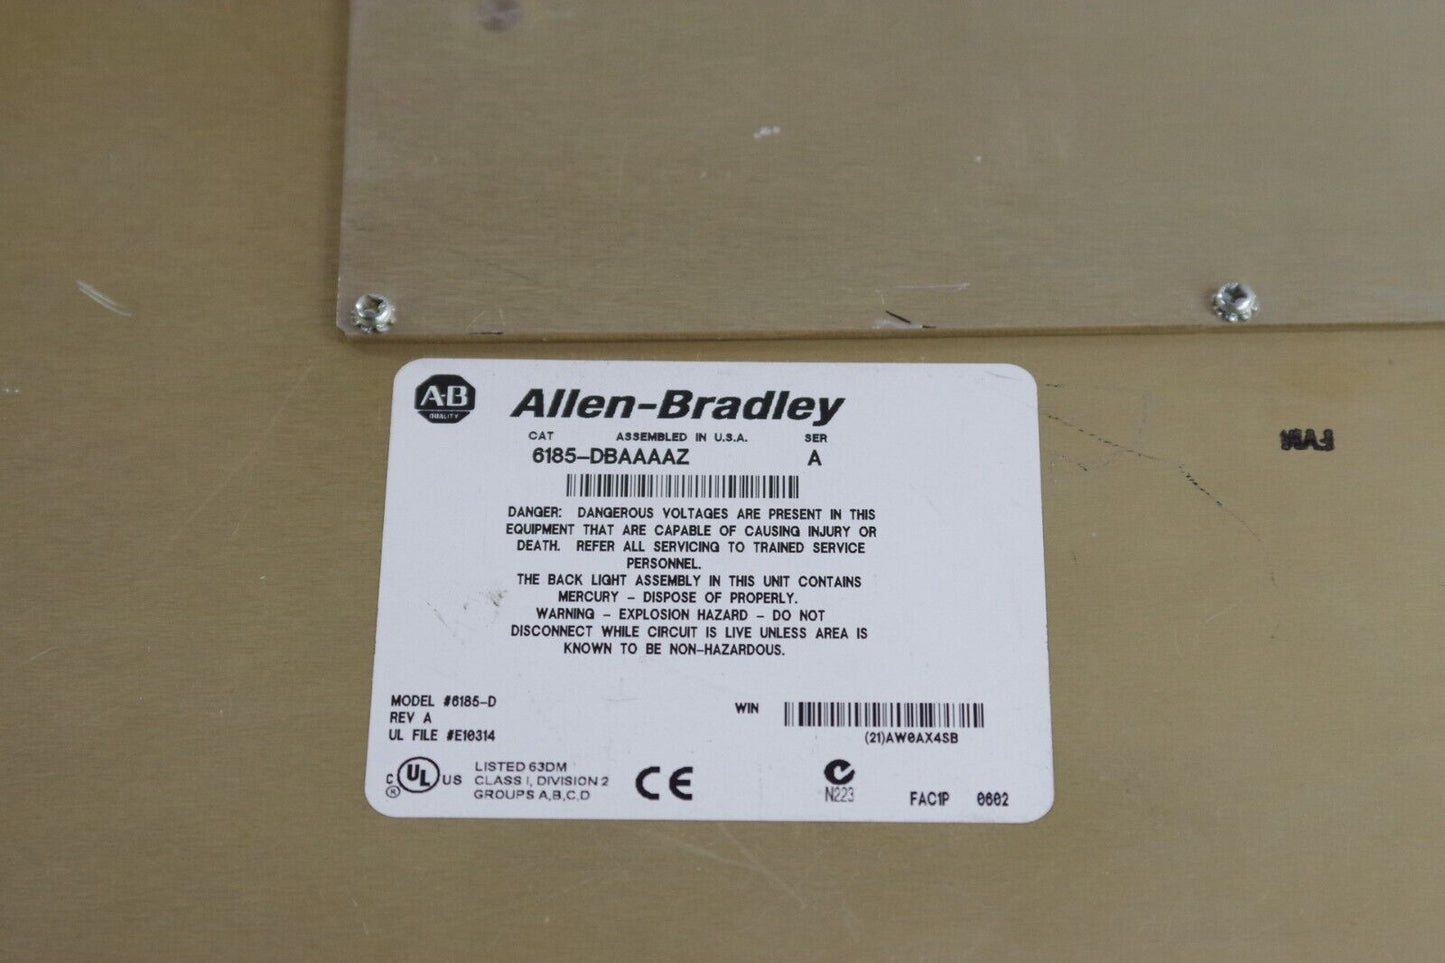 A-B
QUALITY
Allen-Bradley
CAT ASSEMBLED IN U.S.A. SER
6185-DBAAAAZ A
DANGER: DANGEROUS VOLTAGES ARE PRESENT IN THIS
EQUIPMENT THAT ARE CAPABLE OF CAUSING INJURY OR
DEATH. REFER ALL SERVICING TO TRAINED SERVICE
PERSONNEL.
THE BACK LIGHT ASSEMBLY IN THIS UNIT CONTAINS
MERCURY - DISPOSE OF PROPERLY.
WARNING - EXPLOSION HAZARD - DO NOT
DISCONNECT WHILE CIRCUIT IS LIVE UNLESS AREA IS
KNOWN TO BE NON-HAZARDOUS.
MODEL #6185-D
REV A
UL FILE #E10314
WIN
(21)AW0AX4SB
C UL US
®
LISTED 63DM
CLASS I, DIVISION 2
GROUPS A,B,C,D
CE
N223
FAC1P 0602